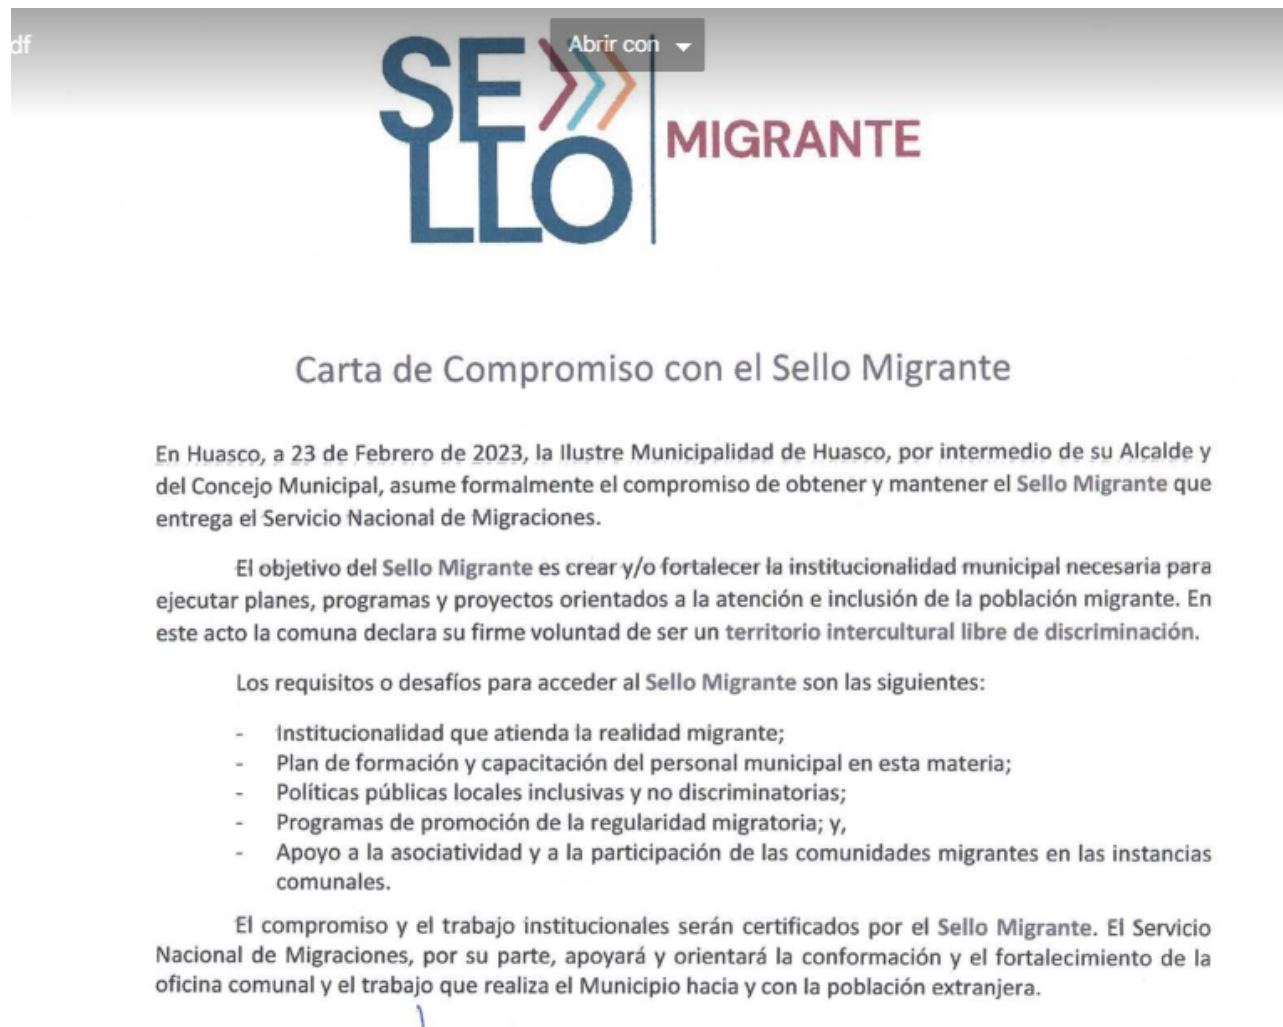 df
Abrir con
SE
LLO
MIGRANTE
Carta de Compromiso con el Sello Migrante
En Huasco, a 23 de Febrero de 2023, la Ilustre Municipalidad de Huasco, por intermedio de su Alcalde y
del Concejo Municipal, asume formalmente el compromiso de obtener y mantener el Sello Migrante que
entrega el Servicio Nacional de Migraciones.
El objetivo del Sello Migrante es crear y/o fortalecer la institucionalidad municipal necesaria para
ejecutar planes, programas y proyectos orientados a la atención e inclusión de la población migrante. En
este acto la comuna declara su firme voluntad de ser un territorio intercultural libre de discriminación.
Los requisitos o desafíos para acceder al Sello Migrante son las siguientes:
- Institucionalidad que atienda la realidad migrante;
- Plan de formación y capacitación del personal municipal en esta materia;
- Políticas públicas locales inclusivas y no discriminatorias;
- Programas de promoción de la regularidad migratoria; y,
- Apoyo a la asociatividad y a la participación de las comunidades migrantes en las instancias
comunales.
El compromiso y el trabajo institucionales serán certificados por el Sello Migrante. El Servicio
Nacional de Migraciones, por su parte, apoyará y orientará la conformación y el fortalecimiento de la
oficina comunal y el trabajo que realiza el Municipio hacia y con la población extranjera.